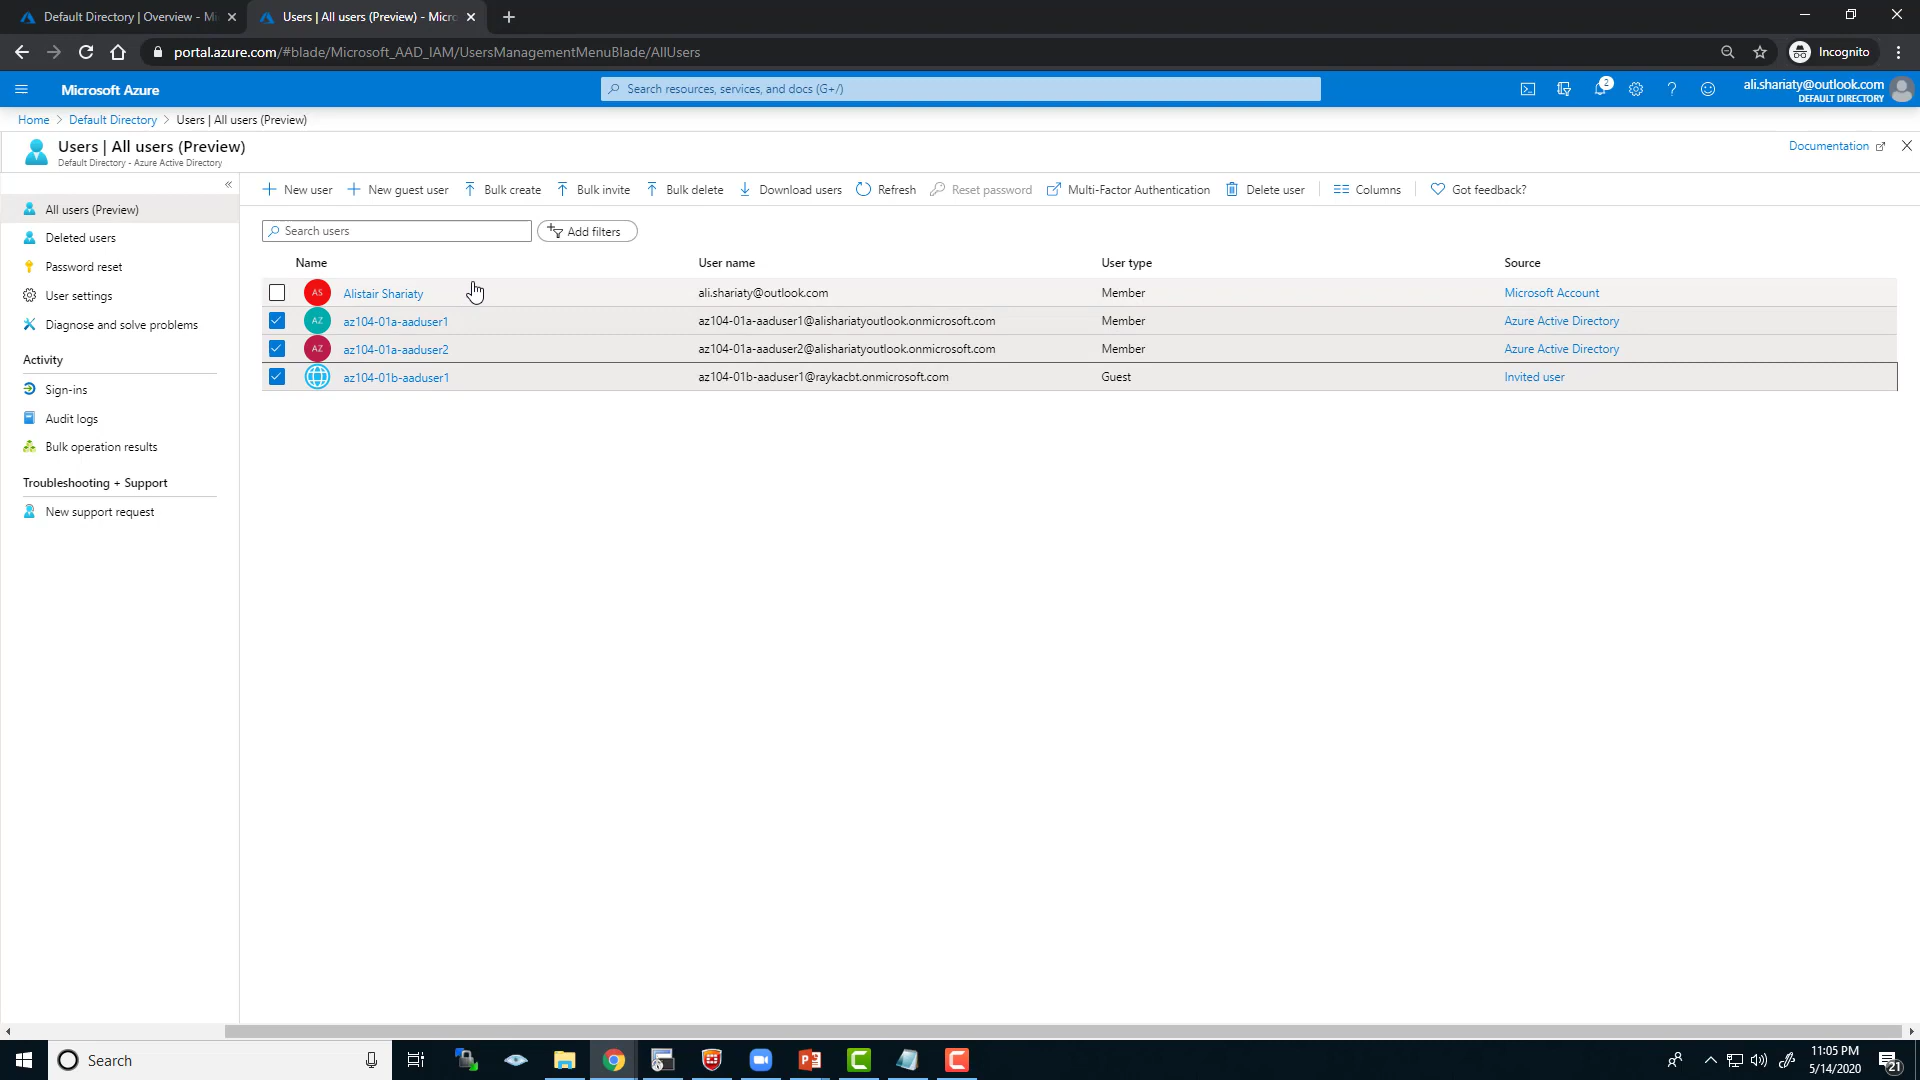 Default Directory | Overview - Mi
Users | All users (Preview) - Micro
portal.azure.com/#blade/Microsoft_AAD_IAM/UsersManagementMenuBlade/AllUsers
Incognito
Microsoft Azure
Search resources, services, and docs (G+/)
2
ali.shariaty@outlook.com
DEFAULT DIRECTORY
Home > Default Directory > Users | All users (Preview)
Users | All users (Preview)
Default Directory - Azure Active Directory
Documentation
«
All users (Preview)
Deleted users
Password reset
User settings
Diagnose and solve problems
Activity
Sign-ins
Audit logs
Bulk operation results
Troubleshooting + Support
New support request
New user
New guest user
Bulk create
Bulk invite
Bulk delete
Download users
Refresh
Reset password
Multi-Factor Authentication
Delete user
Columns
Got feedback?
Search users
Add filters
Name User name User type Source
AS Alistair Shariaty ali.shariaty@outlook.com Member Microsoft Account
AZ az104-01a-aaduser1 az104-01a-aaduser1@alishariatyoutlook.onmicrosoft.com Member Azure Active Directory
AZ az104-01a-aaduser2 az104-01a-aaduser2@alishariatyoutlook.onmicrosoft.com Member Azure Active Directory
az104-01b-aaduser1 az104-01b-aaduser1@raykacbt.onmicrosoft.com Guest Invited user
Search
11:05 PM
5/14/2020
21